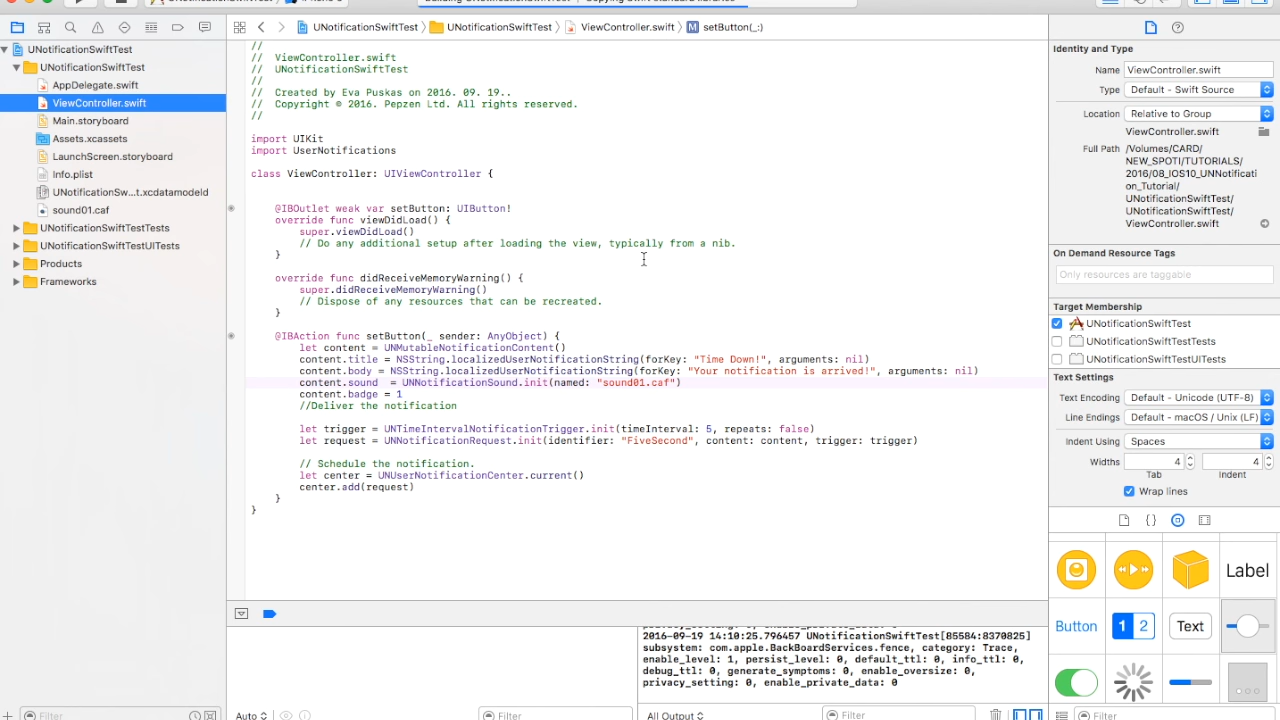 UNotificationSwiftTest
UNotificationSwiftTest
ViewController.swift
setButton(_:)
UNotificationSwiftTest
UNotificationSwiftTest
AppDelegate.swift
ViewController.swift
Main.storyboard
Assets.xcassets
LaunchScreen.storyboard
Info.plist
UNotificationSw...t.xcdatamodeld
sound01.caf
UNotificationSwiftTestTests
UNotificationSwiftTestUITests
Products
Frameworks
Filter
//
//  ViewController.swift
//  UNotificationSwiftTest
//
//  Created by Eva Puskas on 2016. 09. 19..
//  Copyright © 2016. Pepzen Ltd. All rights reserved.
//
import UIKit
import UserNotifications
class ViewController: UIViewController {
@IBOutlet weak var setButton: UIButton!
override func viewDidLoad() {
super.viewDidLoad()
// Do any additional setup after loading the view, typically from a nib.
}
override func didReceiveMemoryWarning() {
super.didReceiveMemoryWarning()
// Dispose of any resources that can be recreated.
}
@IBAction func setButton(_ sender: AnyObject) {
let content = UNMutableNotificationContent()
content.title = NSString.localizedUserNotificationString(forKey: "Time Down!", arguments: nil)
content.body = NSString.localizedUserNotificationString(forKey: "Your notification is arrived!", arguments: nil)
content.sound  = UNNotificationSound.init(named: "sound01.caf")
content.badge = 1
//Deliver the notification
let trigger = UNTimeIntervalNotificationTrigger.init(timeInterval: 5, repeats: false)
let request = UNNotificationRequest.init(identifier: "FiveSecond", content: content, trigger: trigger)
// Schedule the notification.
let center = UNUserNotificationCenter.current()
center.add(request)
}
}
Auto
Filter
2016-09-19 14:10:25.796457 UNotificationSwiftTest[85584:8370825]
subsystem: com.apple.BackBoardServices.fence, category: Trace,
enable_level: 1, persist_level: 0, default_ttl: 0, info_ttl: 0,
debug_ttl: 0, generate_symptoms: 0, enable_oversize: 0,
privacy_setting: 0, enable_private_data: 0
All Output
Filter
Identity and Type
Name ViewController.swift
Type Default - Swift Source
Location Relative to Group
ViewController.swift
Full Path /Volumes/CARD/
NEW_SPOTI/TUTORIALS/
2016/08_IOS10_UNNotificati
on_Tutorial/
UNotificationSwiftTest/
UNotificationSwiftTest/
ViewController.swift
On Demand Resource Tags
Only resources are taggable
Target Membership
UNotificationSwiftTest
UNotificationSwiftTestTests
UNotificationSwiftTestUITests
Text Settings
Text Encoding Default - Unicode (UTF-8)
Line Endings Default - macOS / Unix (LF)
Indent Using Spaces
Widths 4 4
Tab Indent
Wrap lines
Label
Button 1 2 Text
Filter